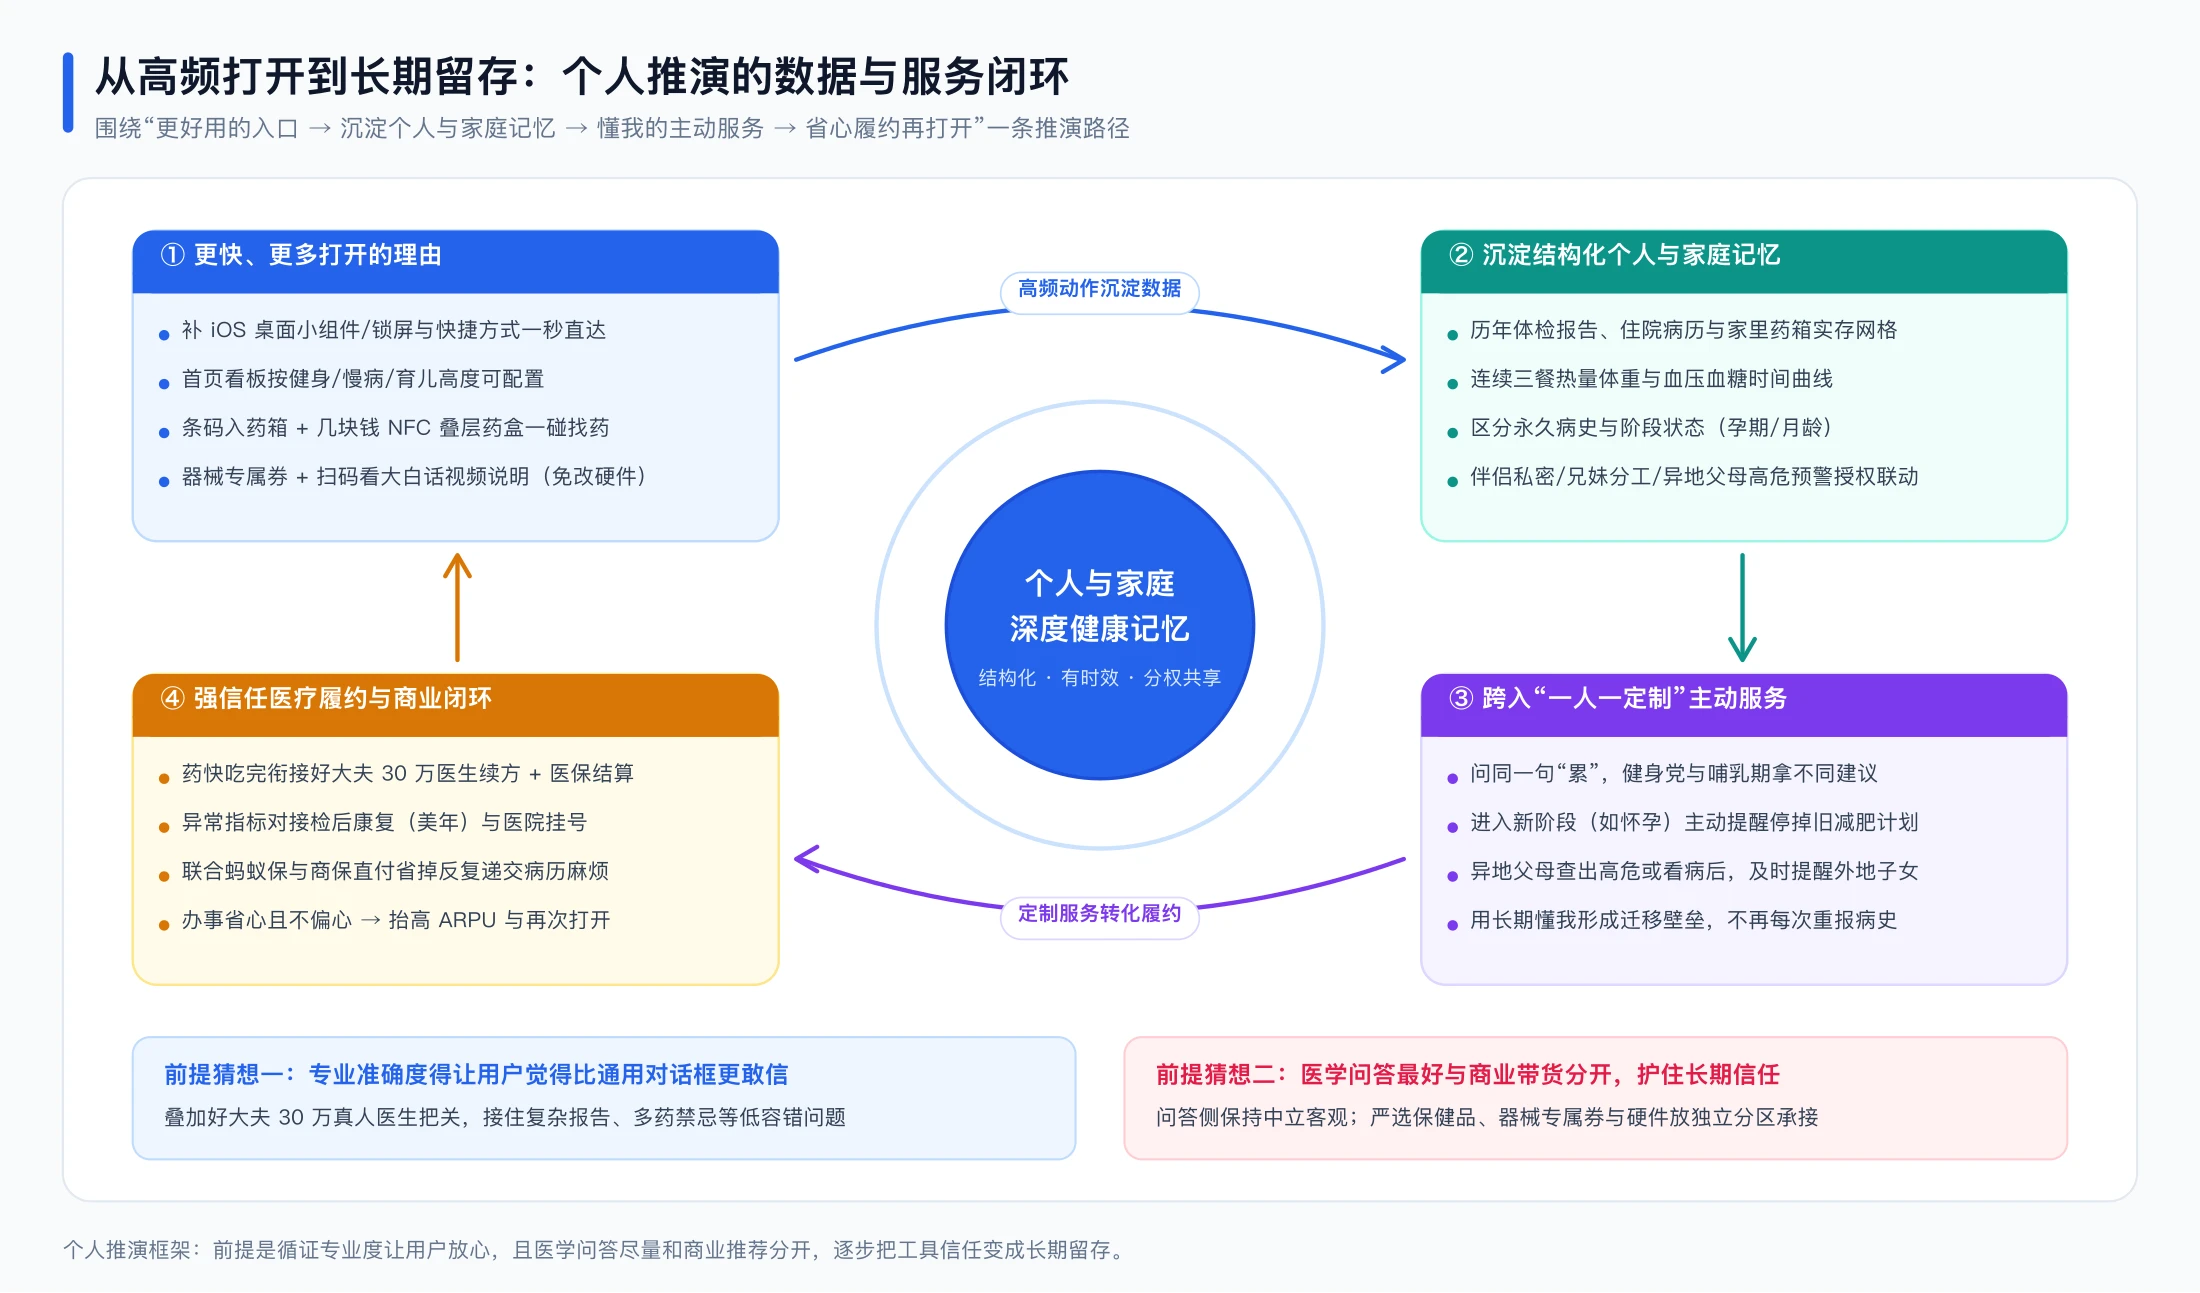 从高频打开到长期留存：个人推演的数据与服务闭环
围绕“更好用的入口 → 沉淀个人与家庭记忆 → 懂我的主动服务 → 省心履约再打开”一条推演路径
① 更快、更多打开的理由
补 iOS 桌面小组件/锁屏与快捷方式一秒直达
首页看板按健身/慢病/育儿高度可配置
条码入药箱 + 几块钱 NFC 叠层药盒一碰找药
器械专属券 + 扫码看大白话视频说明（免改硬件）
高频动作沉淀数据
② 沉淀结构化个人与家庭记忆
历年体检报告、住院病历与家里药箱实存网格
连续三餐热量体重与血压血糖时间曲线
区分永久病史与阶段状态（孕期/月龄）
伴侣私密/兄妹分工/异地父母高危预警授权联动
个人与家庭
深度健康记忆
结构化 · 有时效 · 分权共享
④ 强信任医疗履约与商业闭环
药快吃完衔接好大夫 30 万医生续方 + 医保结算
异常指标对接检后康复（美年）与医院挂号
联合蚂蚁保与商保直付省掉反复递交病历麻烦
办事省心且不偏心 → 抬高 ARPU 与再次打开
定制服务转化履约
③ 跨入“一人一定制”主动服务
问同一句“累”，健身党与哺乳期拿不同建议
进入新阶段（如怀孕）主动提醒停掉旧减肥计划
异地父母查出高危或看病后，及时提醒外地子女
用长期懂我形成迁移壁垒，不再每次重报病史
前提猜想一：专业准确度得让用户觉得比通用对话框更敢信
叠加好大夫 30 万真人医生把关，接住复杂报告、多药禁忌等低容错问题
前提猜想二：医学问答最好与商业带货分开，护住长期信任
问答侧保持中立客观；严选保健品、器械专属券与硬件放独立分区承接
个人推演框架：前提是循证专业度让用户放心，且医学问答尽量和商业推荐分开，逐步把工具信任变成长期留存。